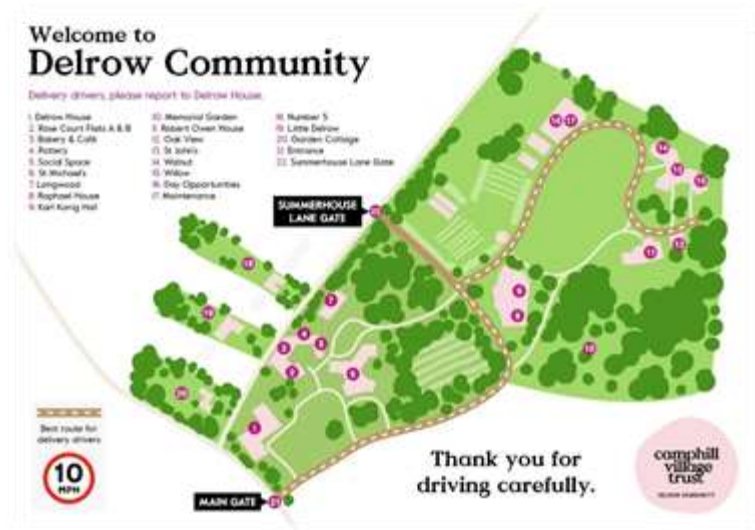 Welcome to
Delrow Community
Delivery drivers, please report to Delrow House.
1. Delrow House
2. Rose Court Flats A & B
3. Bakery & Café
4. Pottery
5. Social Space
6. St Michael's
7. Longwood
8. Raphael House
9. Karl Konig Hall
10. Memorial Garden
11. Robert Owen House
12. Oak View
13. St John's
14. Walnut
15. Willow
16. Day Opportunities
17. Maintenance
18. Number 5
19. Little Delrow
20. Garden Cottage
21. Entrance
22. Summerhouse Lane Gate
SUMMERHOUSE
LANE GATE
MAIN GATE
Best route for
delivery drivers
10
MPH
Thank you for
driving carefully.
camphill
village
trust
DELROW COMMUNITY